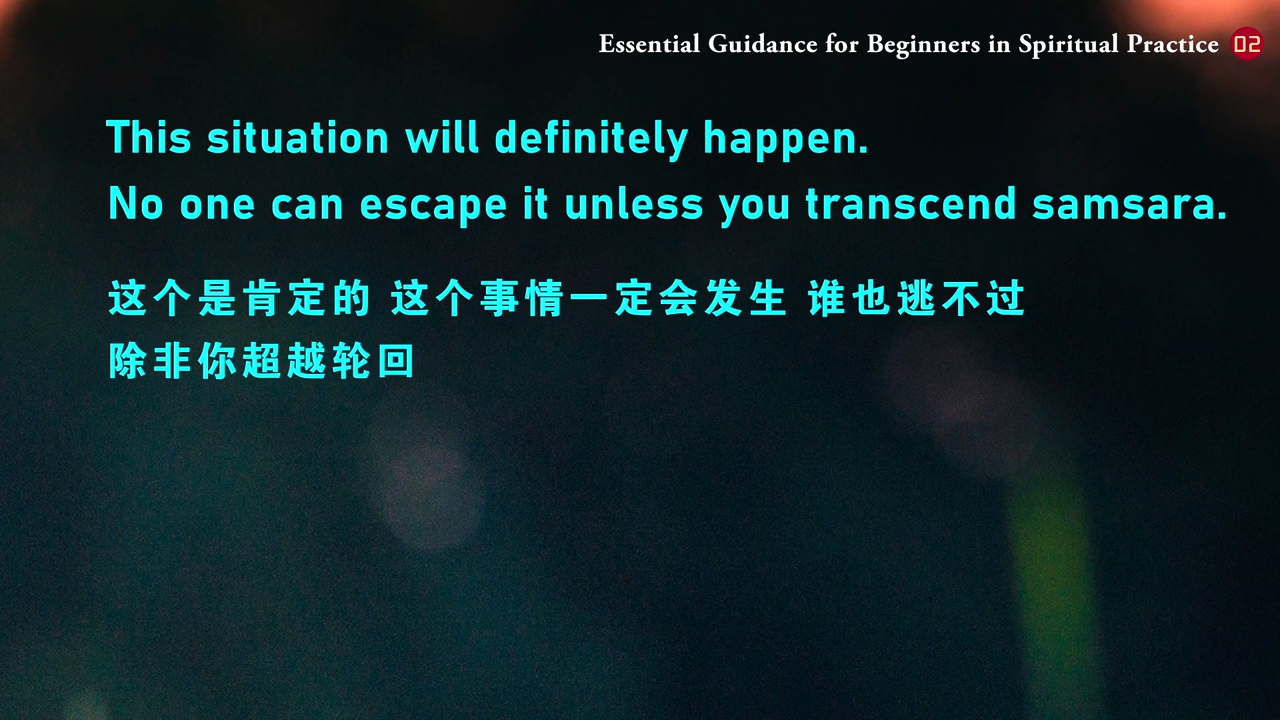 Essential Guidance for Beginners in Spiritual Practice 02
This situation will definitely happen.
No one can escape it unless you transcend samsara.
这个是肯定的 这个事情一定会发生 谁也逃不过
除非你超越轮回